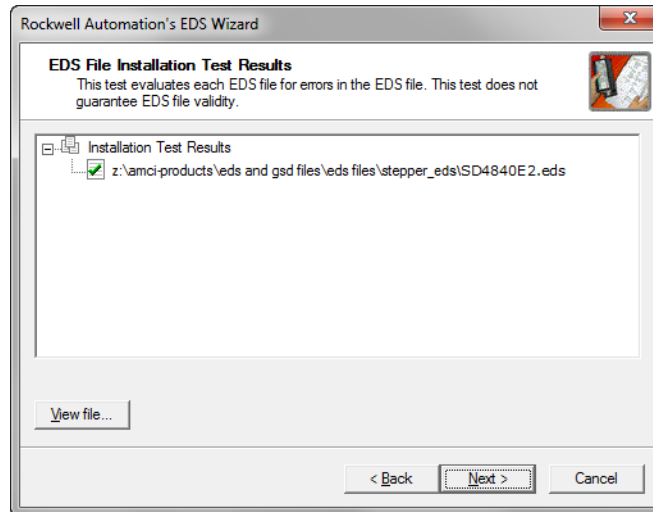 Rockwell Automation's EDS Wizard
EDS File Installation Test Results
This test evaluates each EDS file for errors in the EDS file. This test does not
guarantee EDS file validity.
Installation Test Results
z:\amci-products\eds and gsd files\eds files\stepper_eds\SD4840E2.eds
View file...
< Back
Next >
Cancel